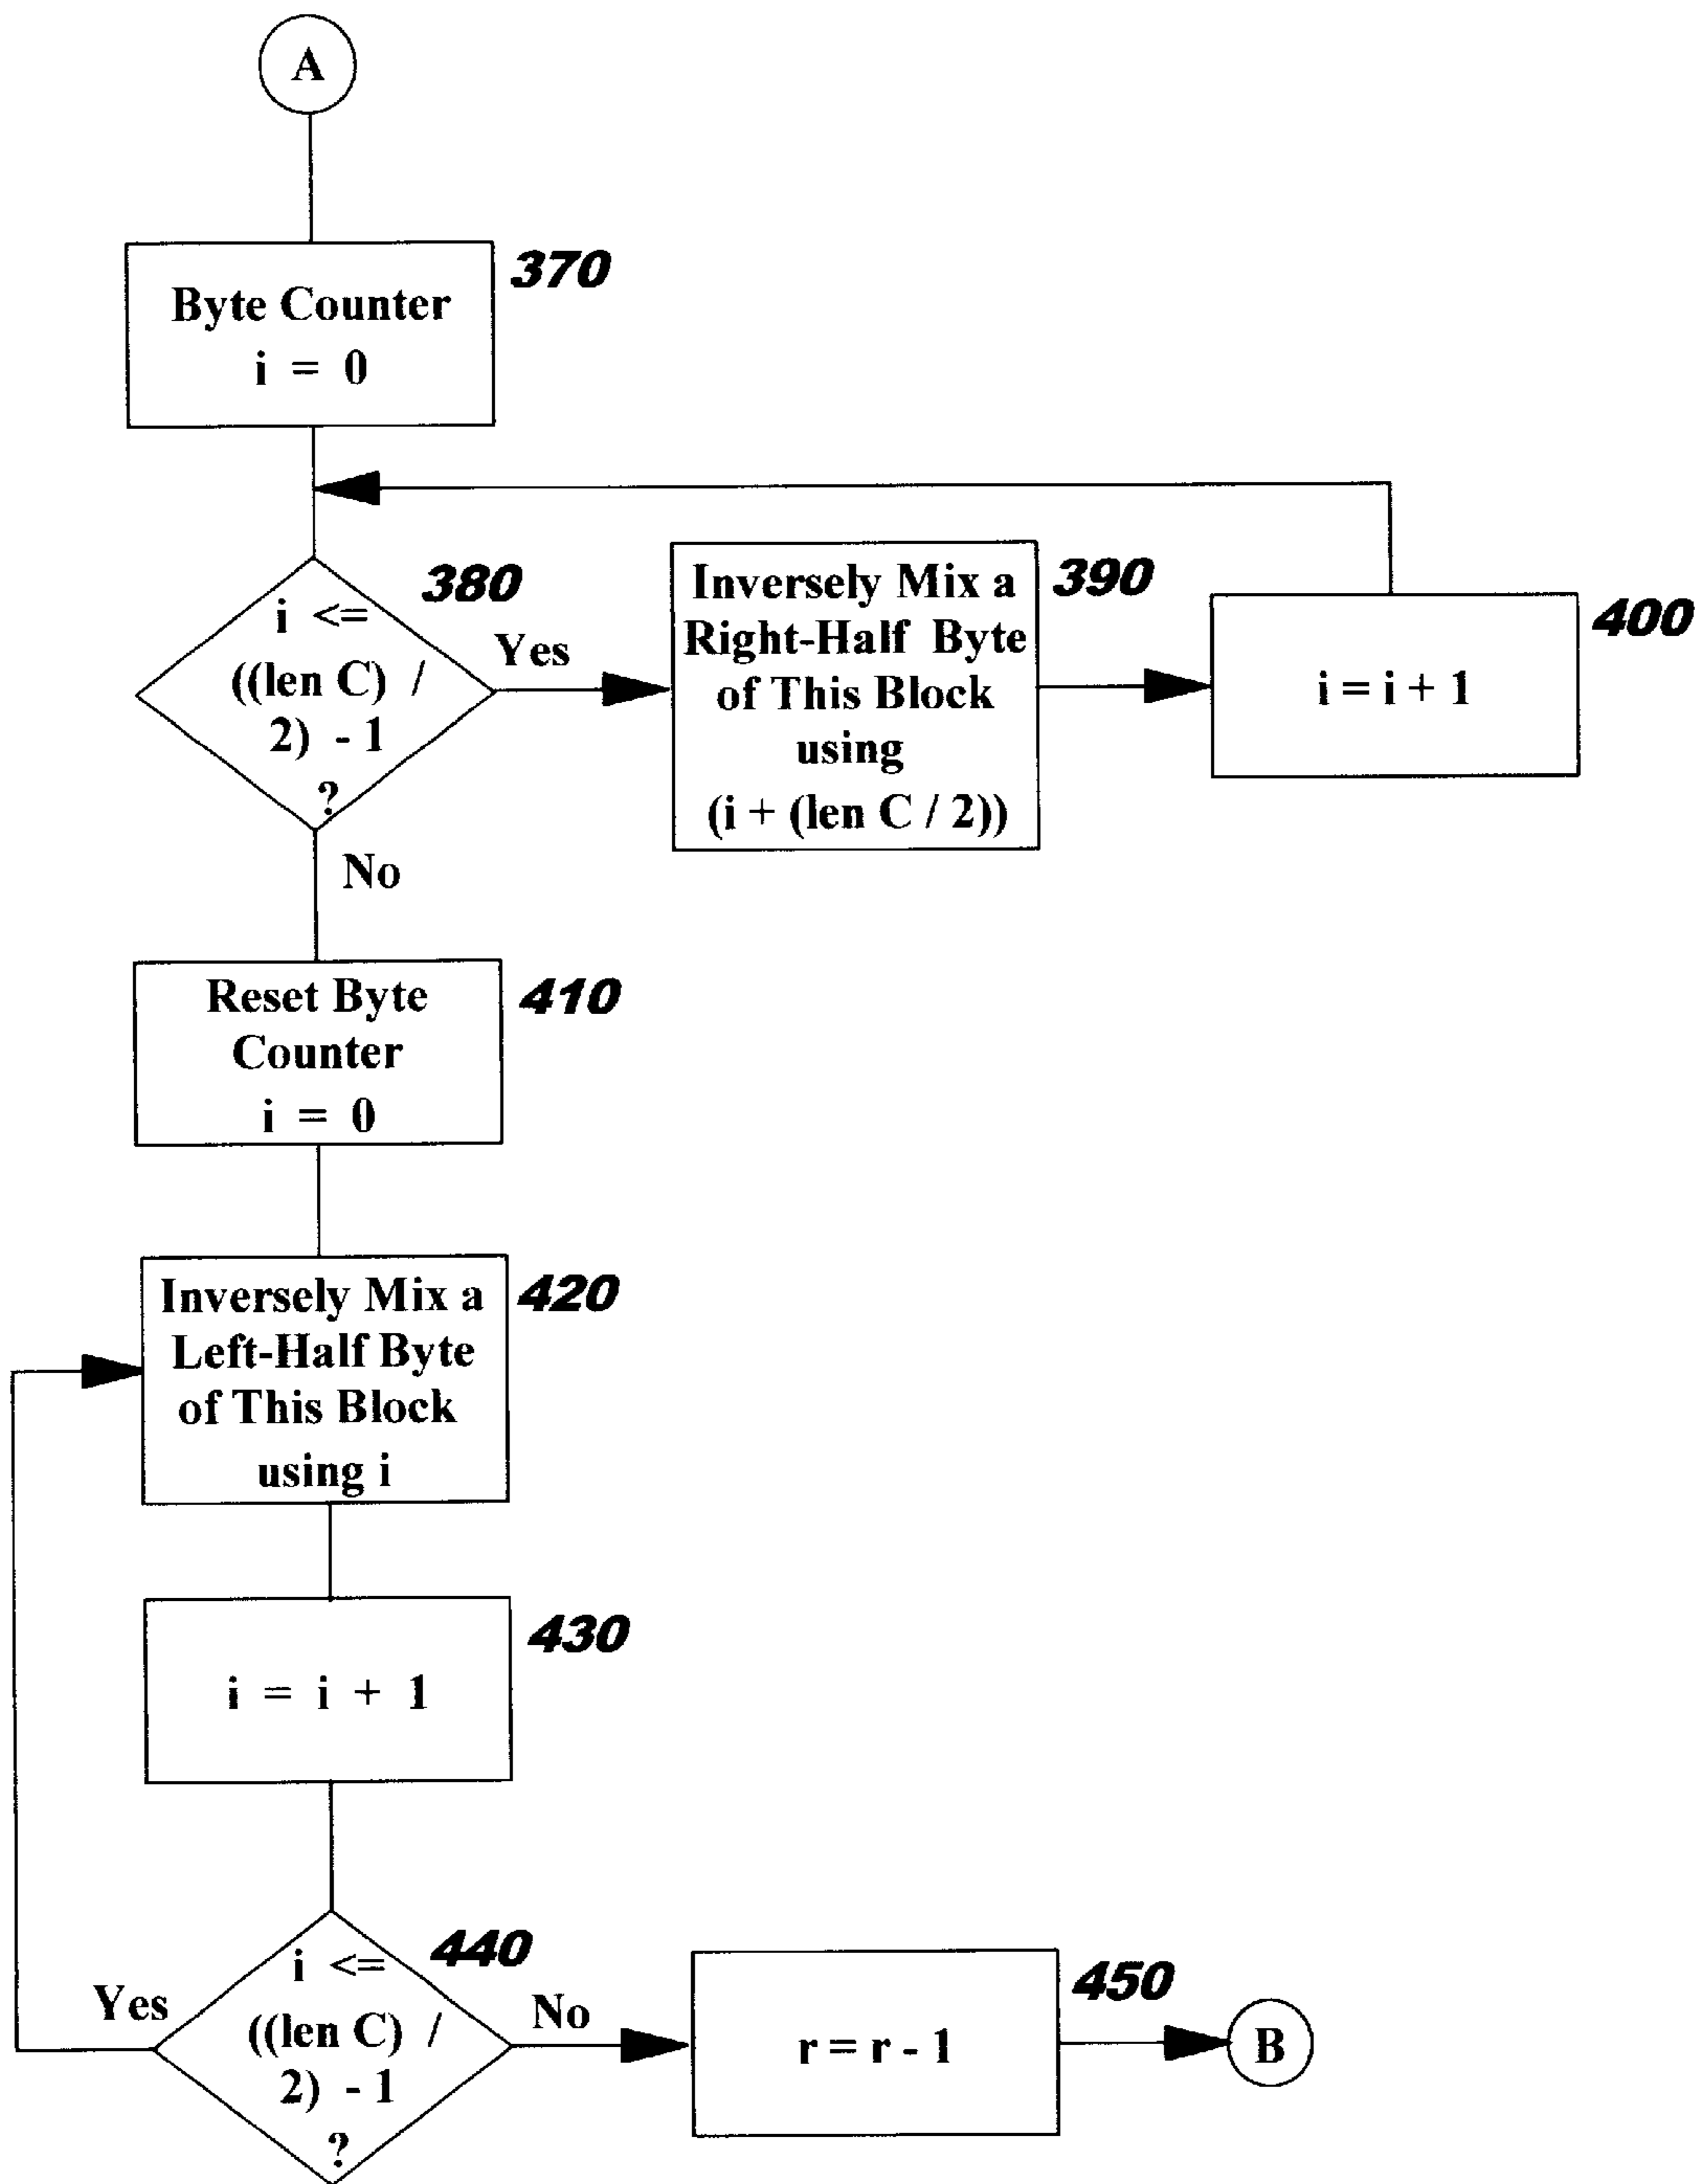 A
370
Byte Counter
i = 0
380
i <=
((len C) /
2) - 1
?
Yes
No
390
Inversely Mix a
Right-Half Byte
of This Block
using
(i + (len C / 2))
400
i = i + 1
410
Reset Byte
Counter
i = 0
420
Inversely Mix a
Left-Half Byte
of This Block
using i
430
i = i + 1
440
i <=
((len C) /
2) - 1
?
Yes
No
450
r = r - 1
B